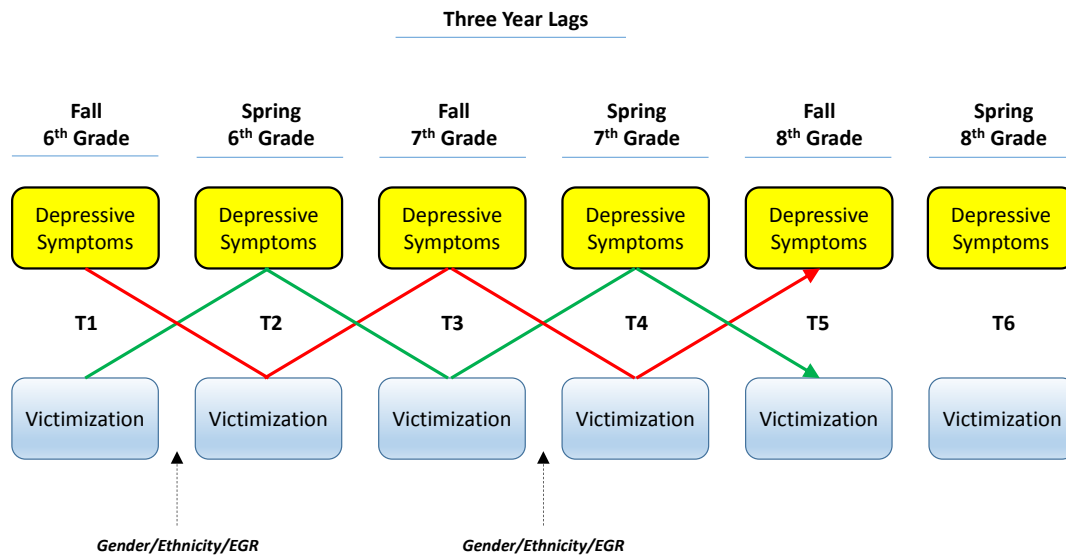 Three Year Lags
Fall
6th Grade
Spring
6th Grade
Fall
7th Grade
Spring
7th Grade
Fall
8th Grade
Spring
8th Grade
Depressive
Symptoms
Depressive
Symptoms
Depressive
Symptoms
Depressive
Symptoms
Depressive
Symptoms
Depressive
Symptoms
T1
T2
T3
T4
T5
T6
Victimization
Victimization
Victimization
Victimization
Victimization
Victimization
Gender/Ethnicity/EGR
Gender/Ethnicity/EGR